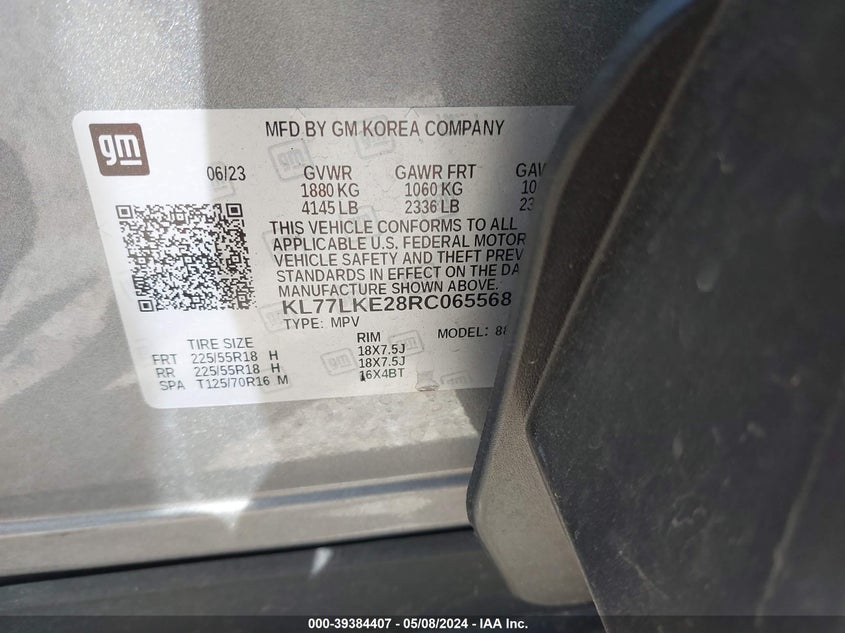 gm
MFD BY GM KOREA COMPANY
06/23 GVWR GAWR FRT
1880 KG 1060 KG
4145 LB 2336 LB
THIS VEHICLE CONFORMS TO ALL
APPLICABLE U.S. FEDERAL MOTOR
VEHICLE SAFETY AND THEFT PREV
STANDARDS IN EFFECT ON THE DA
MANUFACTURE SHOWN ABOVE.
KL77LKE28RC065568
TYPE: MPV MODEL: 88
TIRE SIZE RIM
FRT 225/55R18 H 18X7.5J
RR 225/55R18 H 18X7.5J
SPA T125/70R16 M 16X4BT
000-39384407 - 05/08/2024 - IAA Inc.